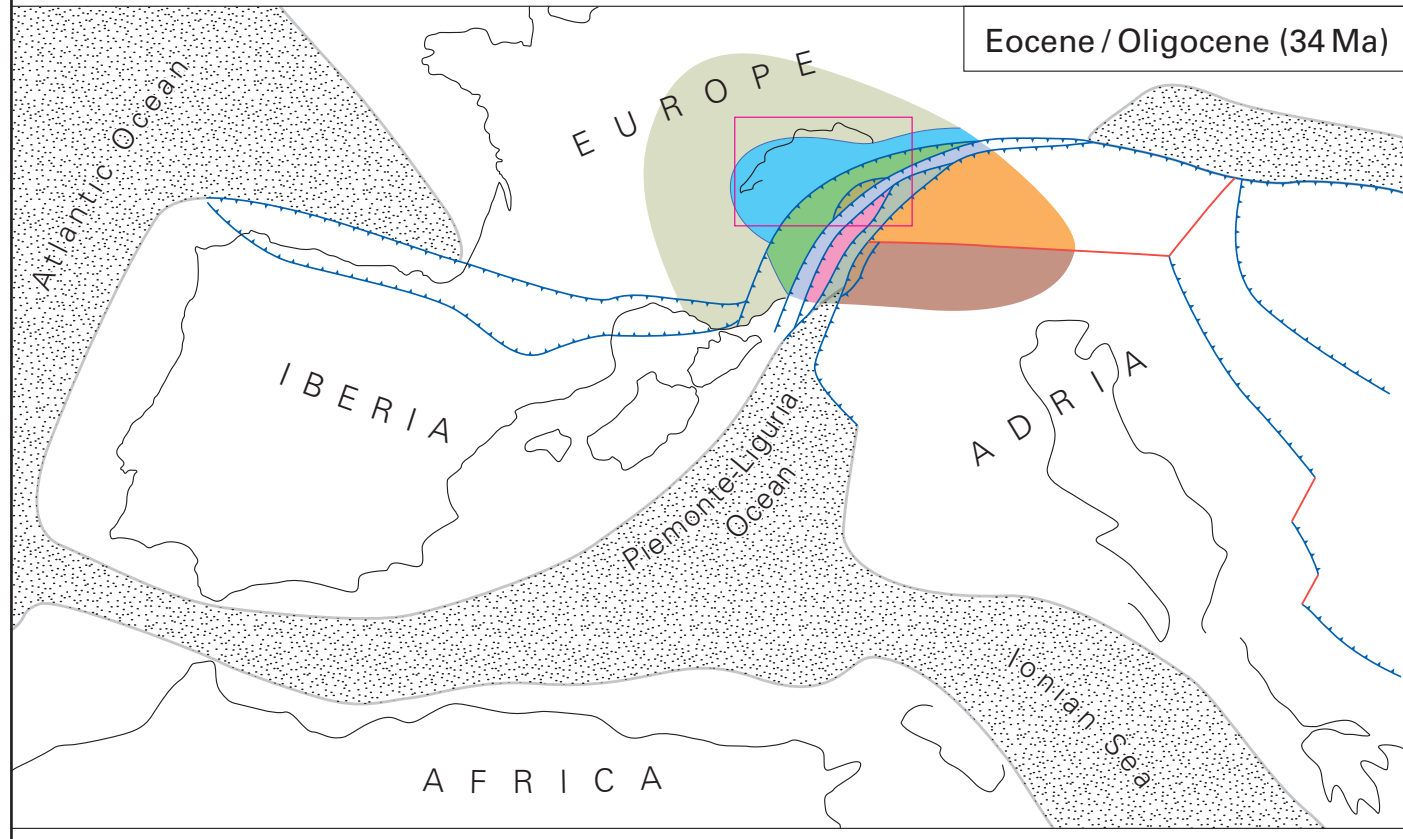 Eocene / Oligocene (34 Ma)
EUROPE
Atlantic Ocean
IBERIA
ADRIA
Piemonte-Liguria
Ocean
Ionian Sea
AFRICA